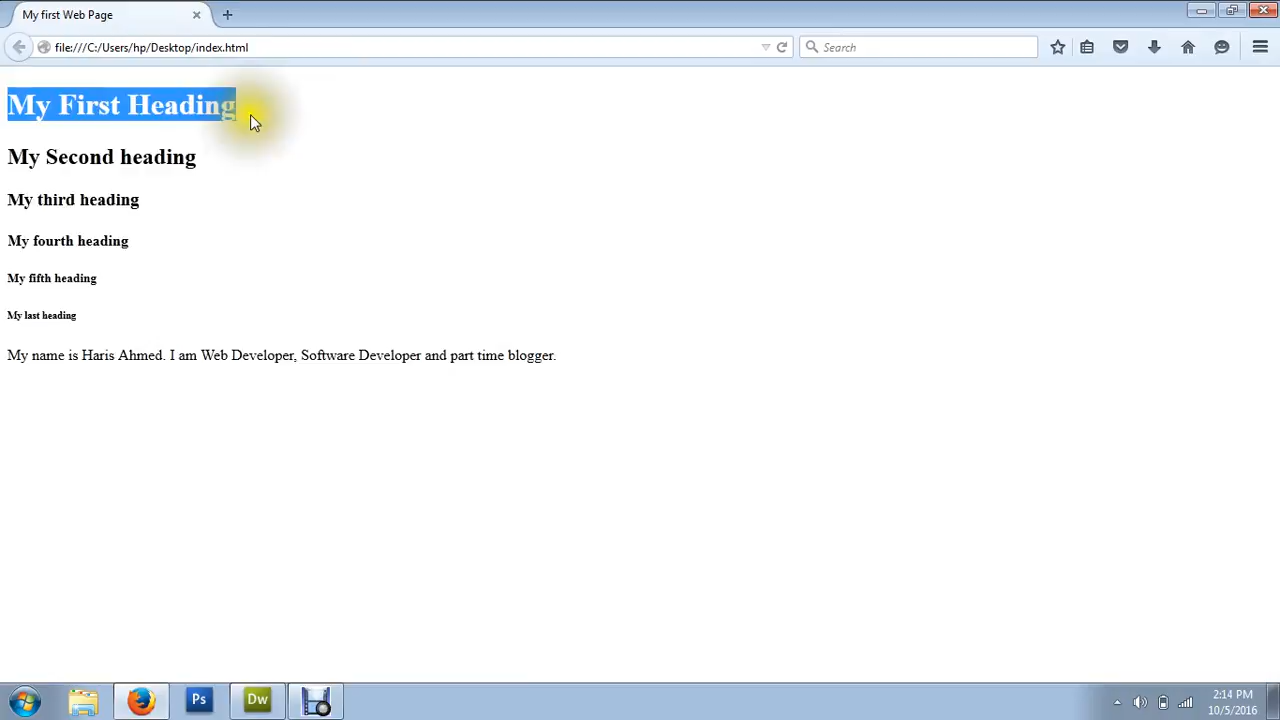 My first Web Page
file:///C:/Users/hp/Desktop/index.html
Search
My First Heading
My Second heading
My third heading
My fourth heading
My fifth heading
My last heading
My name is Haris Ahmed. I am Web Developer, Software Developer and part time blogger.
Ps
Dw
2:14 PM
10/5/2016